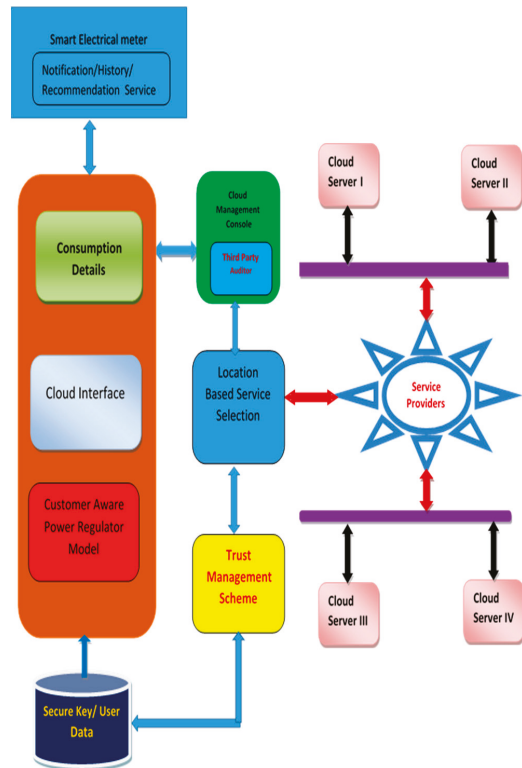 Smart Electrical meter
Notification/History/
Recommendation Service
Consumption
Details
Cloud Interface
Customer Aware
Power Regulator
Model
Secure Key/ User
Data
Cloud
Management
Console
Third Party
Auditor
Location
Based Service
Selection
Trust
Management
Scheme
Cloud
Server I
Cloud
Server II
Service
Providers
Cloud
Server III
Cloud
Server IV